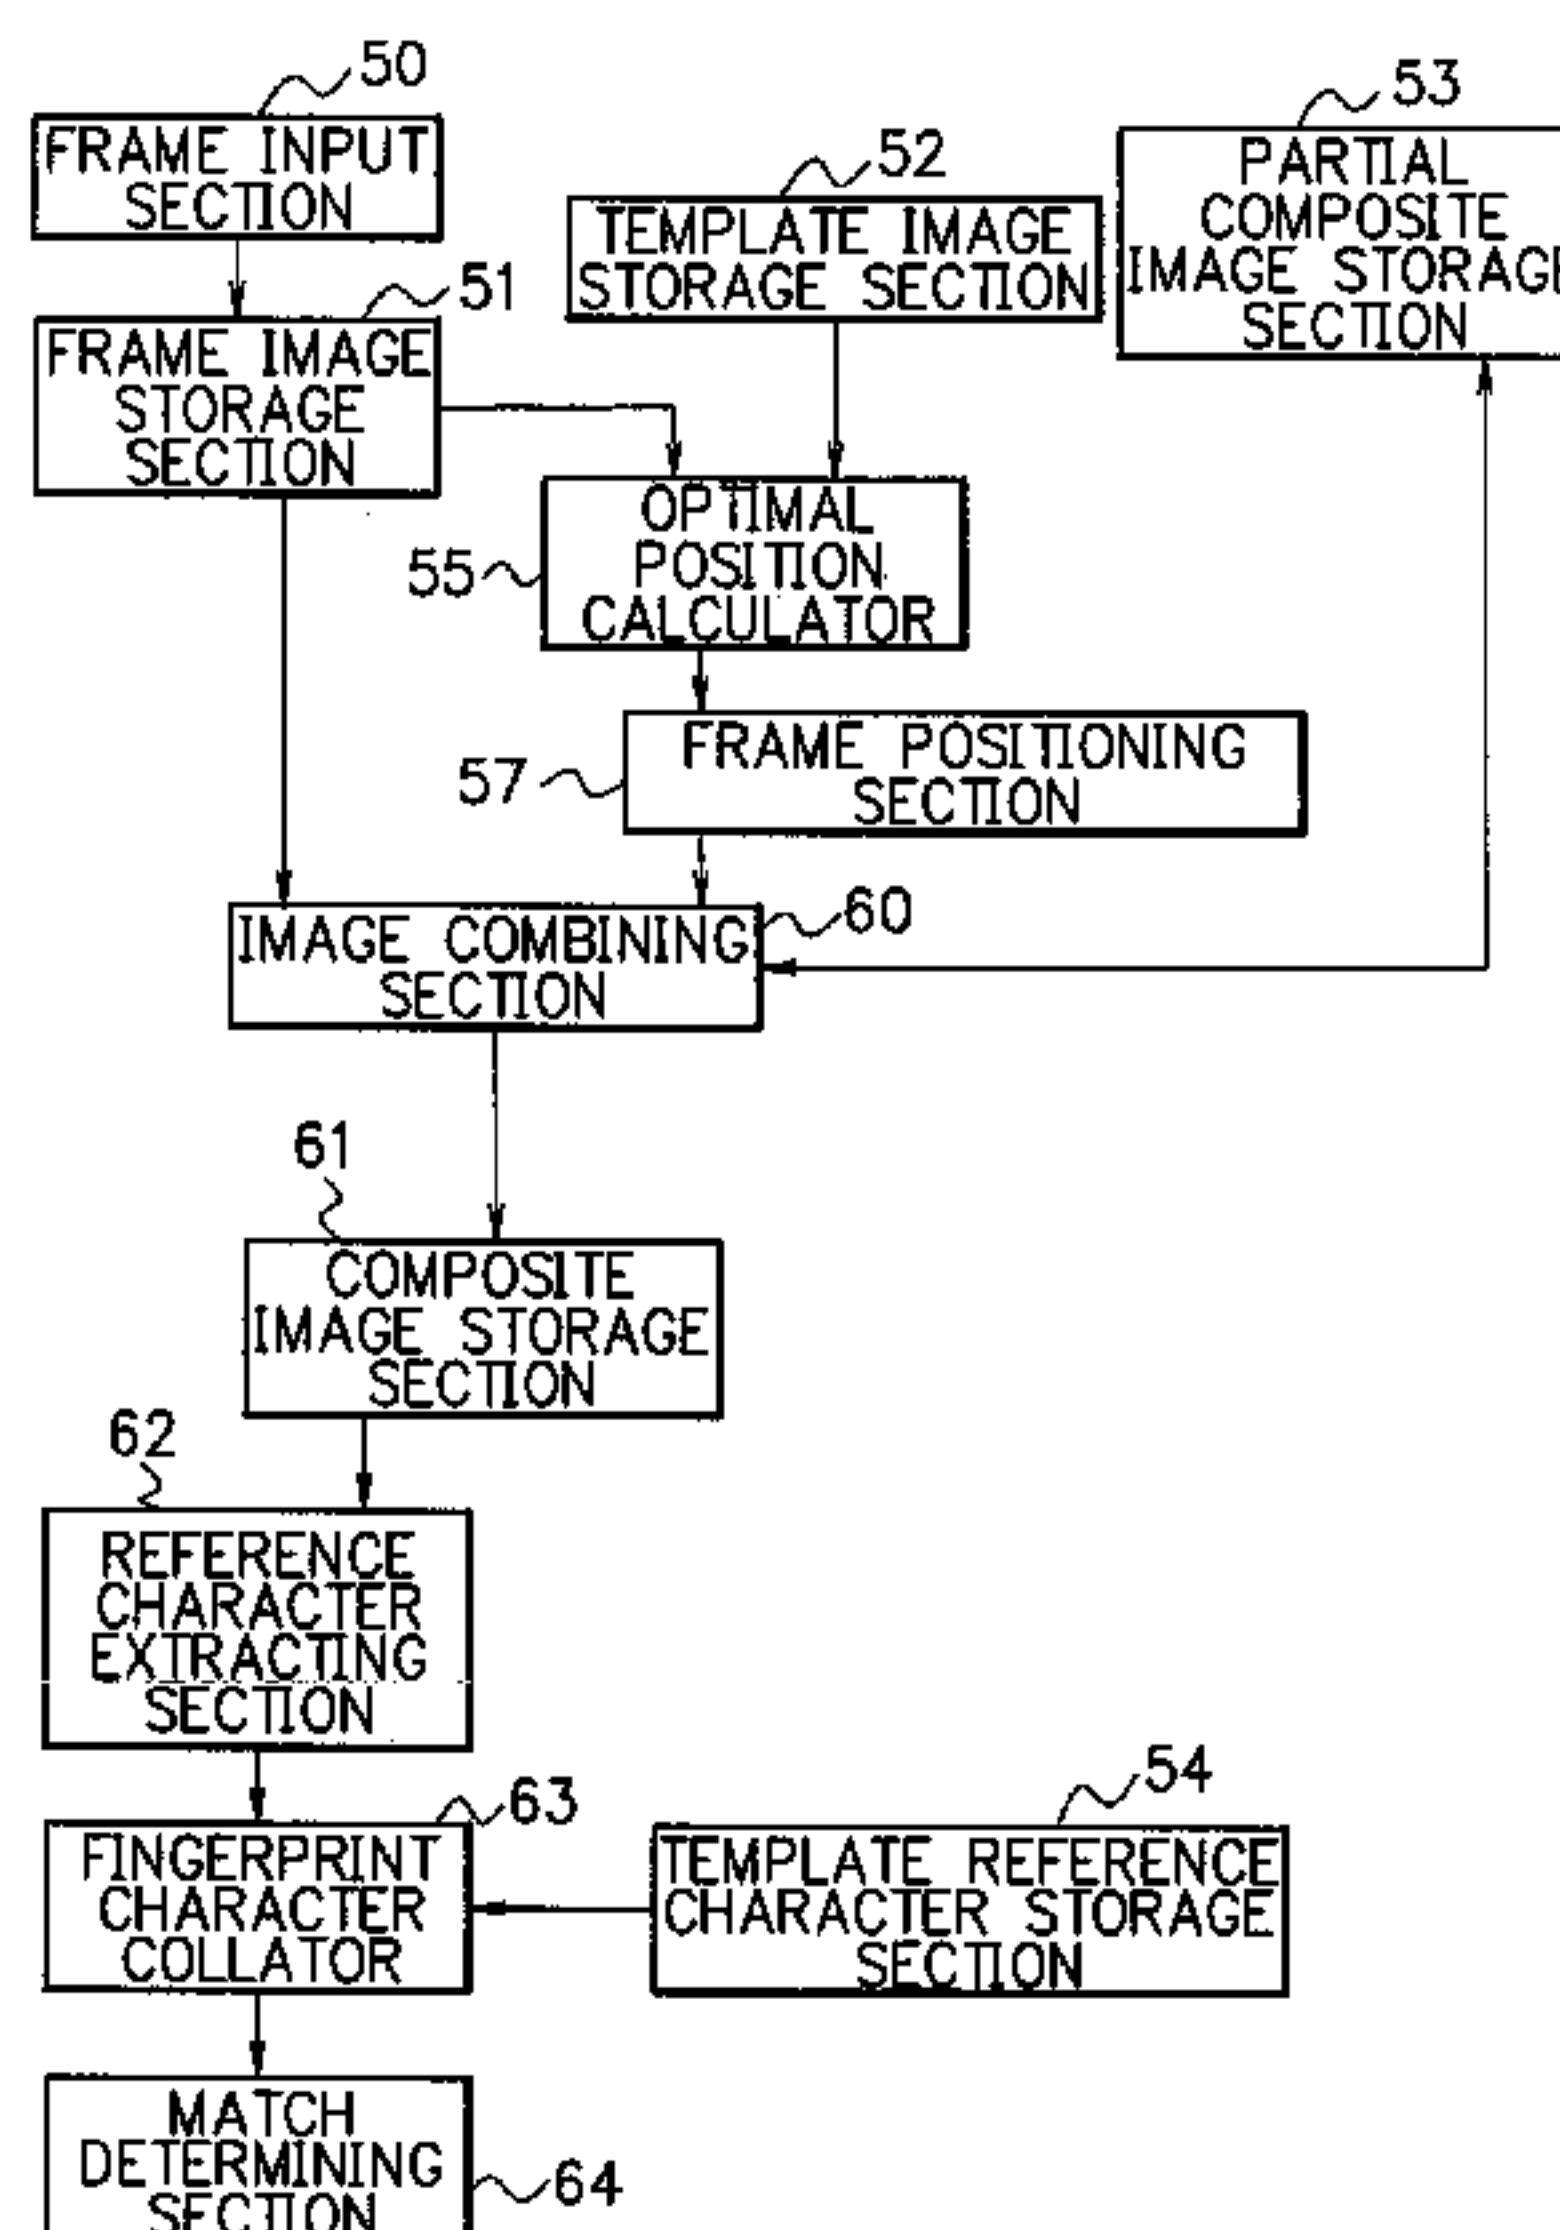 50
FRAME INPUT
SECTION
53
PARTIAL
COMPOSITE
IMAGE STORAGE
SECTION
52
TEMPLATE IMAGE
STORAGE SECTION
51
FRAME IMAGE
STORAGE
SECTION
55
OPTIMAL
POSITION
CALCULATOR
57
FRAME POSITIONING
SECTION
60
IMAGE COMBINING
SECTION
61
COMPOSITE
IMAGE STORAGE
SECTION
62
REFERENCE
CHARACTER
EXTRACTING
SECTION
63
FINGERPRINT
CHARACTER
COLLATOR
54
TEMPLATE REFERENCE
CHARACTER STORAGE
SECTION
MATCH
DETERMINING
SECTION
64